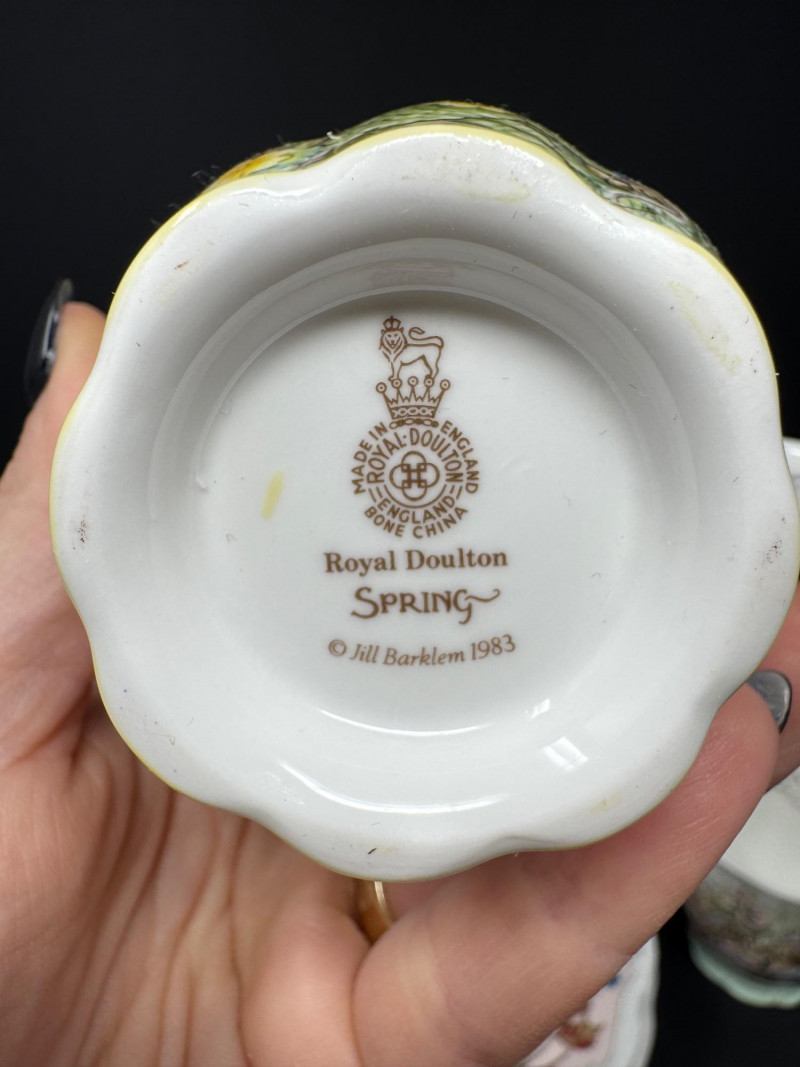 MADE IN ENGLAND
ROYAL·DOULTON
ENGLAND
BONE CHINA
Royal Doulton
SPRING
© Jill Barklem 1983